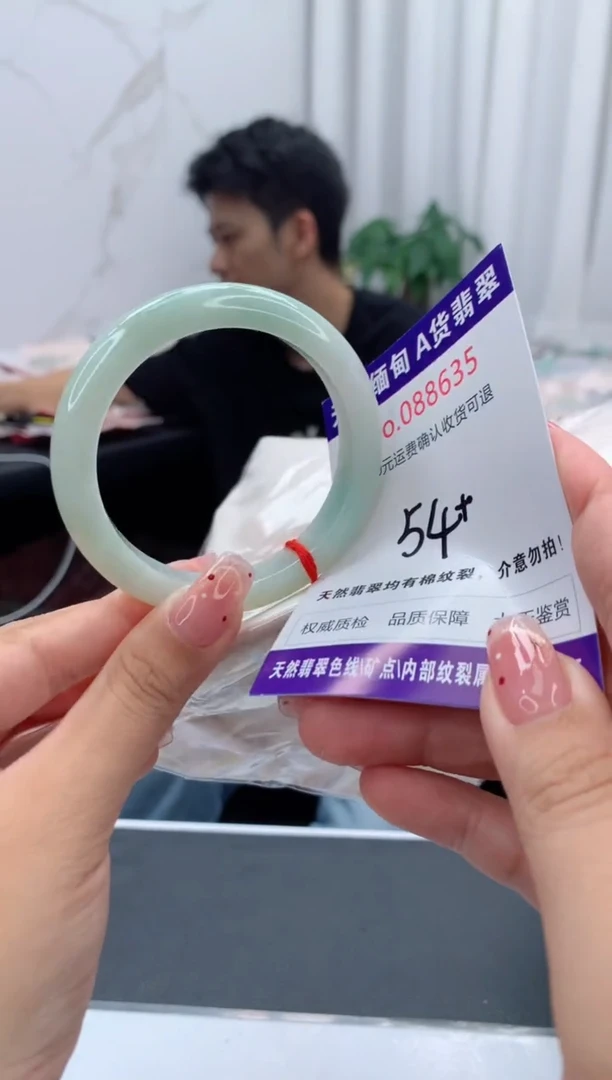 缅甸A货翡翠
o.088635
元运费确认收货可退
54+
天然翡翠均有棉纹裂，介意勿拍！
权威质检 品质保障 鉴赏
天然翡翠色线\矿点\内部纹裂属